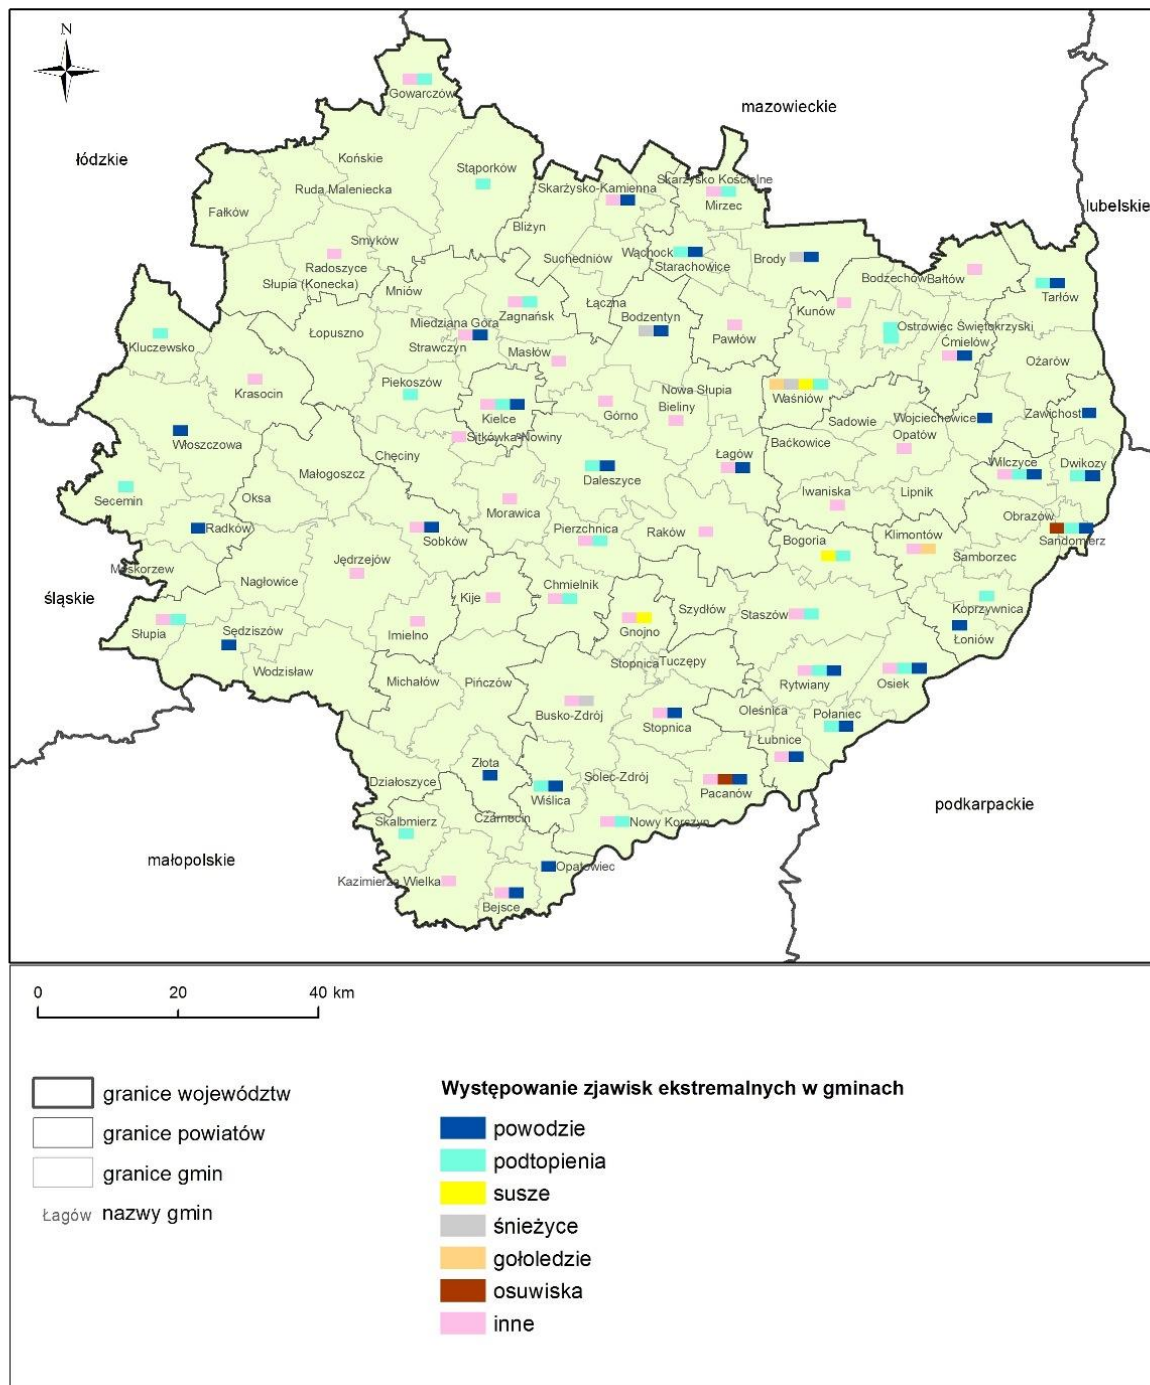 N
Gowarczów
mazowieckie
łódzkie
Końskie
Stąporków
Ruda Maleniecka
Skarżysko-Kamienna
Skarżysko Kościelne
Mirzec
lubelskie
Fałków
Bliżyn
Smyków
Radoszyce
Suchedniów
Wąchock
Starachowice
Brody
Słupia (Konecka)
Mniów
Bodzechów
Bałtów
Tarłów
Łączna
Zagnańsk
Kunów
Łopuszno
Miedziana Góra
Bodzentyn
Ostrowiec Świętokrzyski
Kluczewsko
Strawczyn
Masłów
Pawłów
Ćmielów
Ożarów
Piekoszów
Krasocin
Nowa Słupia
Waśniów
Kielce
Górno
Bieliny
Sadowie
Wojciechowice
Zawichost
Włoszczowa
Sitkówka-Nowiny
Baćkowice
Opatów
Chęciny
Łagów
Wilczyce
Dwikozy
Małogoszcz
Daleszyce
Secemin
Oksa
Morawica
Iwaniska
Lipnik
Radków
Sobków
Pierzchnica
Raków
Obrazów
Bogoria
Klimontów
Sandomierz
Samborzec
Moskorzew
Jędrzejów
Nagłowice
Chmielnik
śląskie
Kije
Szydłów
Staszów
Koprzywnica
Słupia
Sędziszów
Imielno
Gnojno
Łoniów
Wodzisław
Stopnica
Tuczępy
Michałów
Pińczów
Rytwiany
Osiek
Busko-Zdrój
Stopnica
Oleśnica
Połaniec
Łubnice
Złota
Działoszyce
Solec-Zdrój
Pacanów
Wiślica
podkarpackie
Skalbmierz
Czarnocin
Nowy Korczyn
małopolskie
Opatowiec
Kazimierza Wielka
Bejsce
0 20 40 km
granice województw
granice powiatów
granice gmin
Łagów nazwy gmin
Występowanie zjawisk ekstremalnych w gminach
powodzie
podtopienia
susze
śnieżyce
gołoledzie
osuwiska
inne